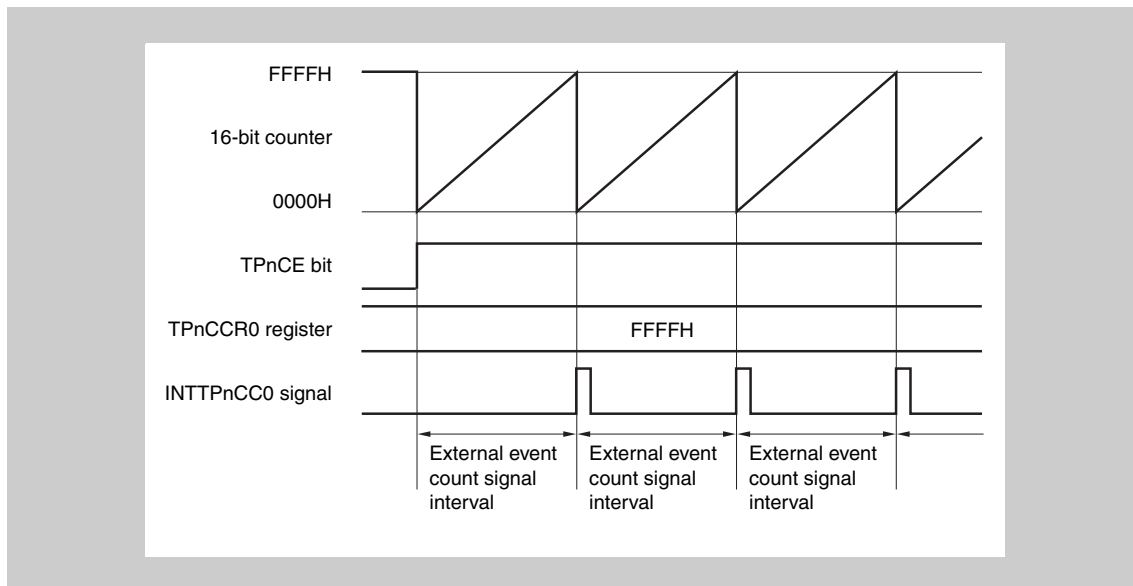 FFFFH
16-bit counter
0000H
TPnCE bit
TPnCCR0 register
FFFFH
INTTPnCC0 signal
External event
count signal
interval
External event
count signal
interval
External event
count signal
interval